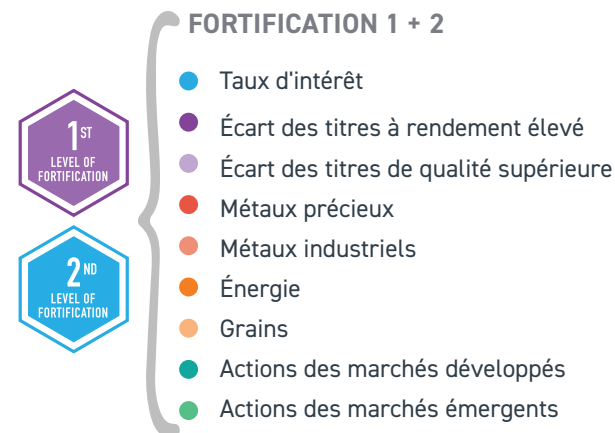 FORTIFICATION 1 + 2
Taux d'intérêt
Écart des titres à rendement élevé
Écart des titres de qualité supérieure
Métaux précieux
Métaux industriels
Énergie
Grains
Actions des marchés développés
Actions des marchés émergents
1ST
LEVEL OF
FORTIFICATION
2ND
LEVEL OF
FORTIFICATION